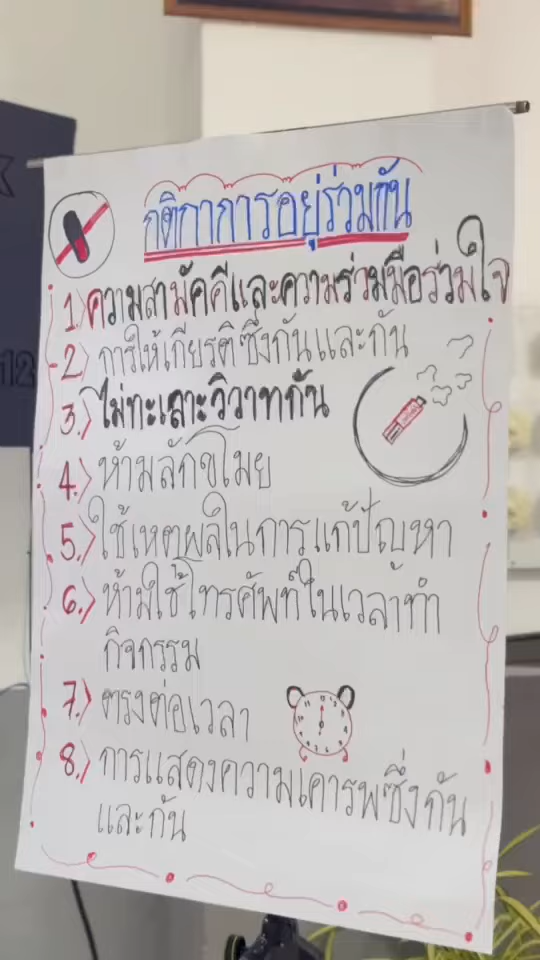 กติกาการอยู่ร่วมกัน
1.) ความสามัคคีและความร่วมมือร่วมใจ
2.) การให้เกียรติซึ่งกันและกัน
3.) ไม่ทะเลาะวิวาทกัน
4.) ห้ามลักขโมย
5.) ใช้เหตุผลในการแก้ปัญหา
6.) ห้ามใช้โทรศัพท์ในเวลาทำ
กิจกรรม
7.) ตรงต่อเวลา
8.) การแสดงความเคารพซึ่งกัน
และกัน
12